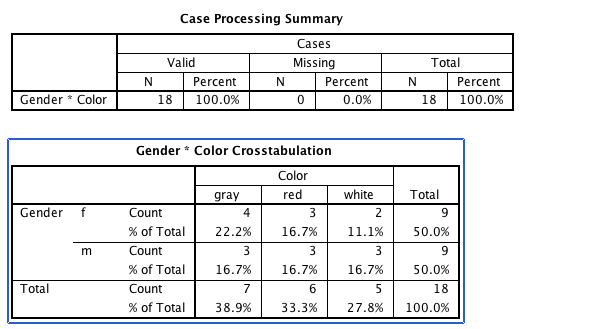 Case Processing Summary
Cases
Valid Missing Total
N Percent N Percent N Percent
Gender * Color 18 100.0% 0 0.0% 18 100.0%
Gender * Color Crosstabulation
Color
gray red white Total
Gender f Count 4 3 2 9
% of Total 22.2% 16.7% 11.1% 50.0%
m Count 3 3 3 9
% of Total 16.7% 16.7% 16.7% 50.0%
Total Count 7 6 5 18
% of Total 38.9% 33.3% 27.8% 100.0%